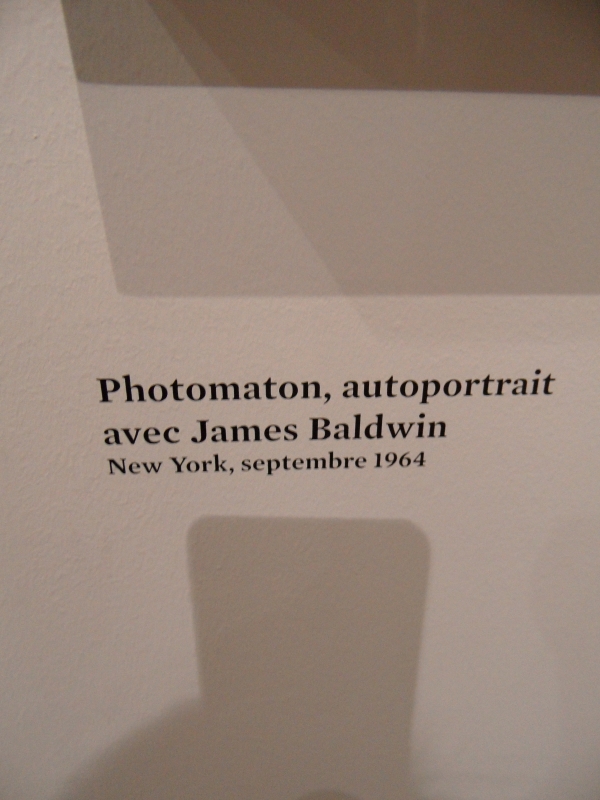 Photomaton, autoportrait
avec James Baldwin
New York, septembre 1964